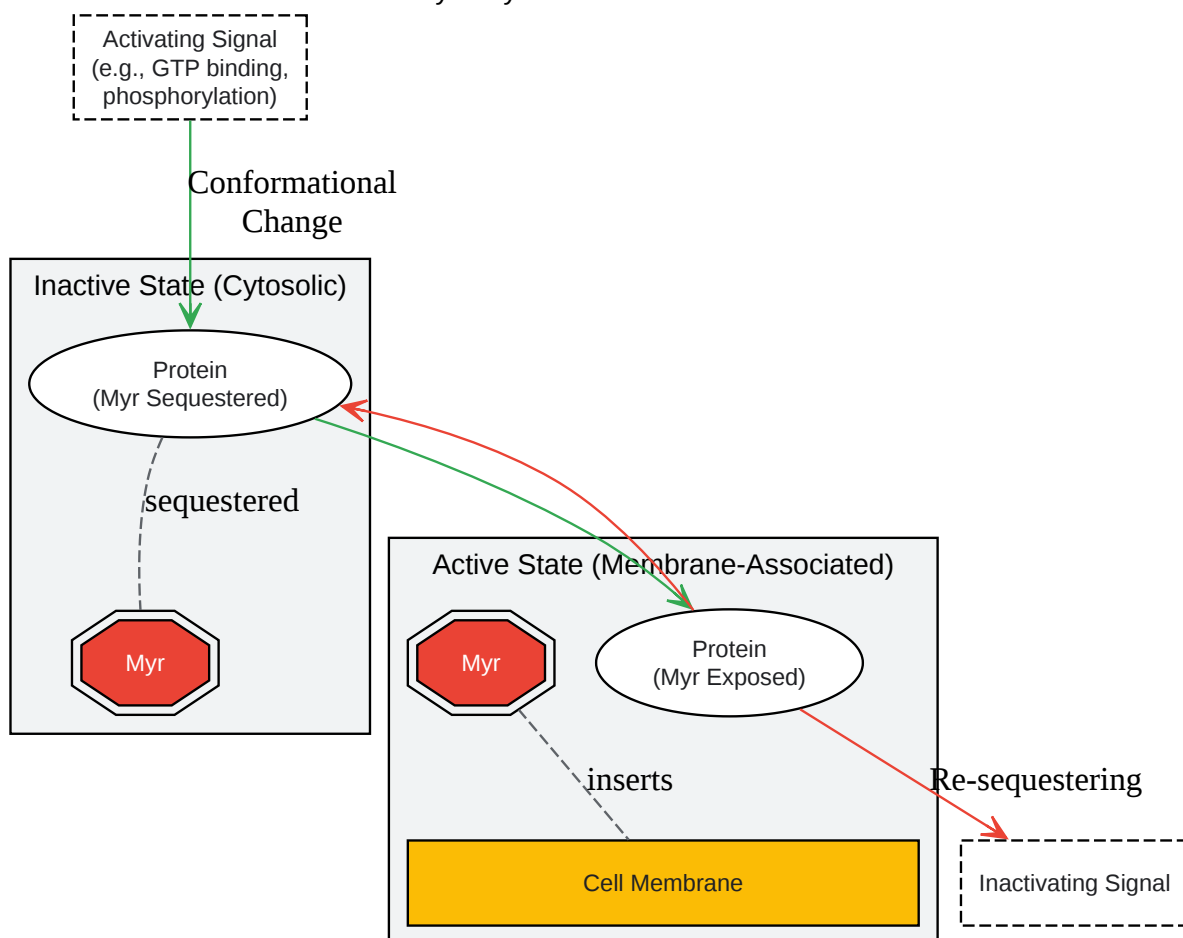 Activating Signal
(e.g., GTP binding,
phosphorylation)
Conformational
Change
Inactive State (Cytosolic)
Protein
(Myr Sequestered)
sequestered
Myr
Active State (Membrane-Associated)
Myr
Protein
(Myr Exposed)
inserts
Re-sequestering
Cell Membrane
Inactivating Signal